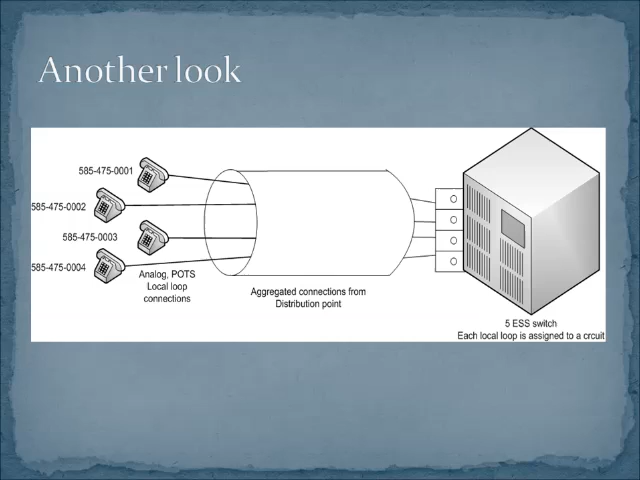 Another look
585-475-0001
585-475-0002
585-475-0003
585-475-0004
Analog, POTS
Local loop
connections
Aggregated connections from
Distribution point
5 ESS switch
Each local loop is assigned to a crcuit